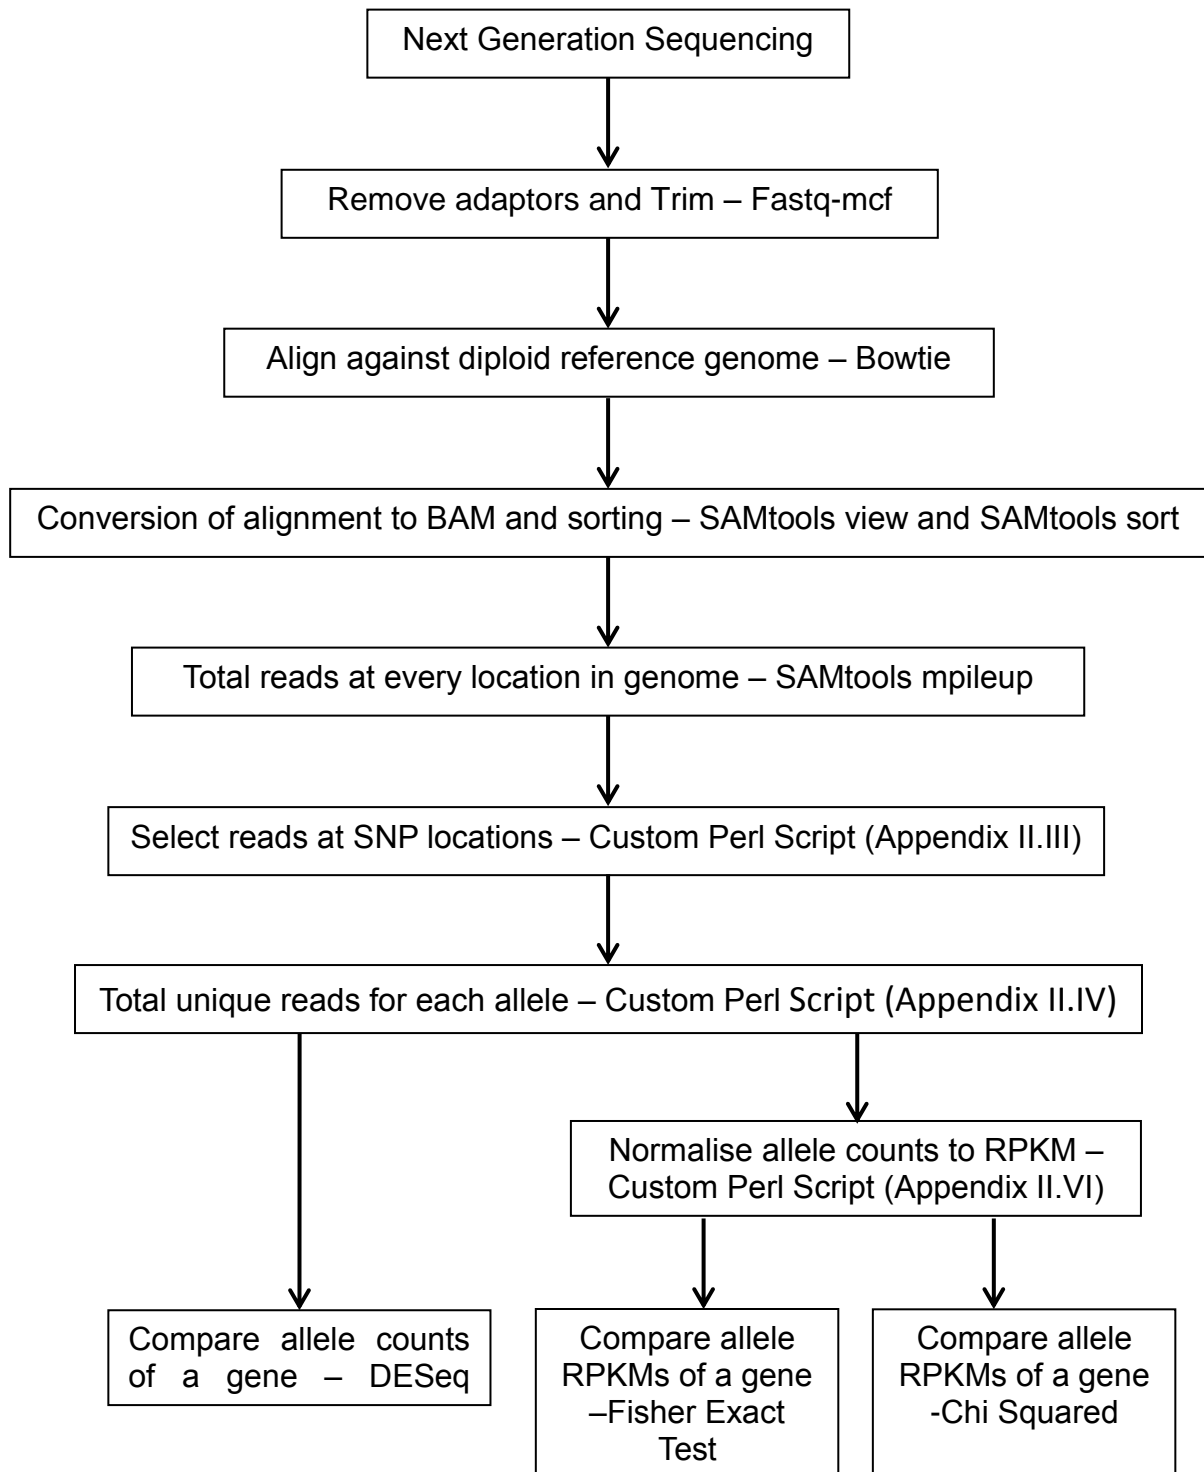 Next Generation Sequencing
Remove adaptors and Trim – Fastq-mcf
Align against diploid reference genome – Bowtie
Conversion of alignment to BAM and sorting – SAMtools view and SAMtools sort
Total reads at every location in genome – SAMtools mpileup
Select reads at SNP locations – Custom Perl Script (Appendix II.III)
Total unique reads for each allele – Custom Perl Script (Appendix II.IV)
Normalise allele counts to RPKM –
Custom Perl Script (Appendix II.VI)
Compare allele counts
of a gene – DESeq
Compare allele
RPKMs of a gene
–Fisher Exact
Test
Compare allele
RPKMs of a gene
-Chi Squared